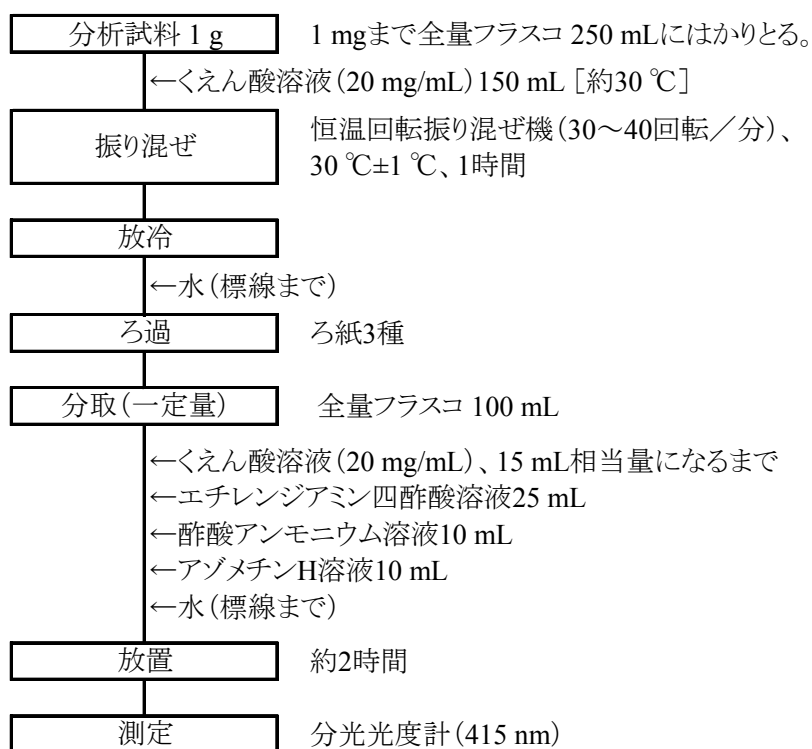 分析試料 1 g 1 mgまで全量フラスコ 250 mLにはかりとる。
←くえん酸溶液(20 mg/mL)150 mL [約30 ℃]
振り混ぜ 恒温回転振り混ぜ機(30~40回転/分)、
30 ℃±1 ℃、1時間
放冷
←水(標線まで)
ろ過 ろ紙3種
分取(一定量) 全量フラスコ 100 mL
←くえん酸溶液(20 mg/mL)、15 mL相当量になるまで
←エチレンジアミン四酢酸溶液25 mL
←酢酸アンモニウム溶液10 mL
←アゾメチンH溶液10 mL
←水(標線まで)
放置 約2時間
測定 分光光度計(415 nm)